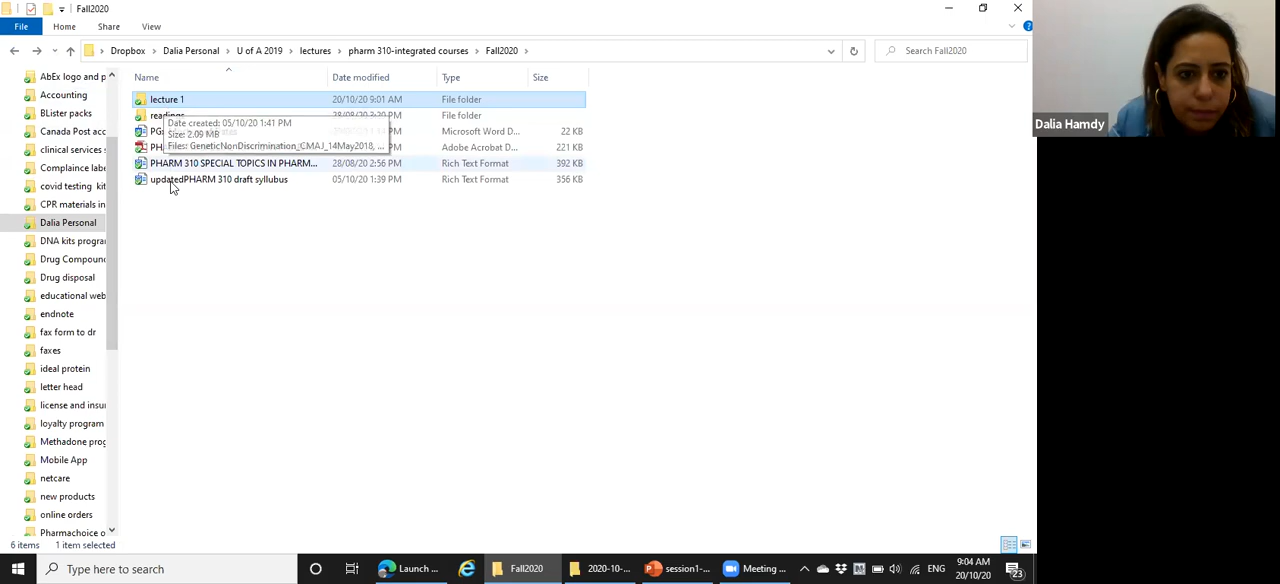 Fall2020
File Home Share View
Dropbox Dalia Personal U of A 2019 lectures pharm 310-integrated courses Fall2020
Search Fall2020
Name Date modified Type Size
lecture 1 20/10/20 9:01 AM File folder
File folder
Date created: 05/10/20 1:41 PM
Size: 2.09 MB
Files: GeneticNonDiscrimination_CMAJ_14May2018, ...
Microsoft Word D... 22 KB
Adobe Acrobat D... 221 KB
PHARM 310 SPECIAL TOPICS IN PHARM... 28/08/20 2:56 PM Rich Text Format 392 KB
updatedPHARM 310 draft syllubus 05/10/20 1:39 PM Rich Text Format 356 KB
AbEx logo and p
Accounting
BLister packs
Canada Post acc
clinical services
Complaince labe
covid testing kit
CPR materials in
Dalia Personal
DNA kits progra
Drug Compound
Drug disposal
educational web
endnote
fax form to dr
faxes
ideal protein
letter head
license and insu
loyalty program
Methadone prog
Mobile App
netcare
new products
online orders
Pharmachoice o
6 items 1 item selected
Type here to search
Launch ...
Fall2020
2020-10-...
session1-...
Meeting ...
ENG
9:04 AM
20/10/20
23
Dalia Hamdy